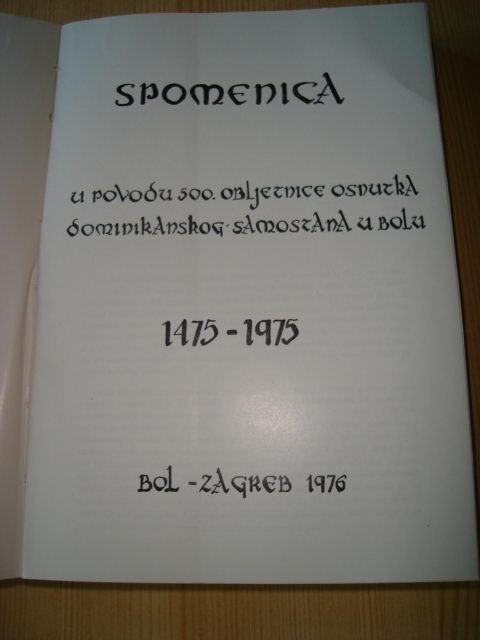 SPOMENICA
U POVODU 500. OBLJETNICE OSNUTKA
DOMINIKANSKOG SAMOSTANA U BOLU
1475-1975
BOL - ZAGREB 1976